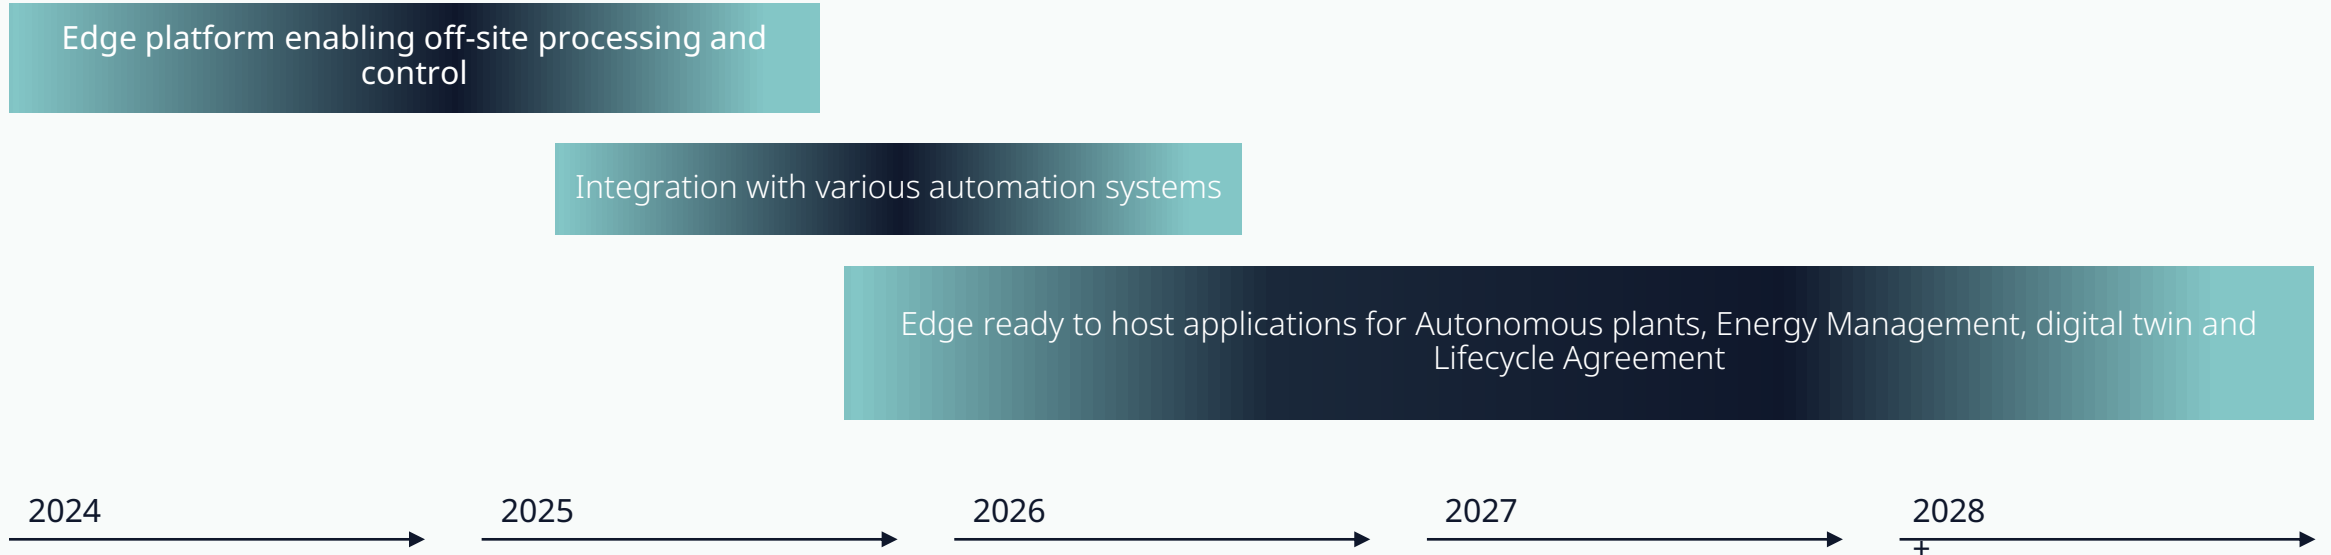 Edge platform enabling off-site processing and
control
Integration with various automation systems
Edge ready to host applications for Autonomous plants, Energy Management, digital twin and
Lifecycle Agreement
2024
2025
2026
2027
2028
+